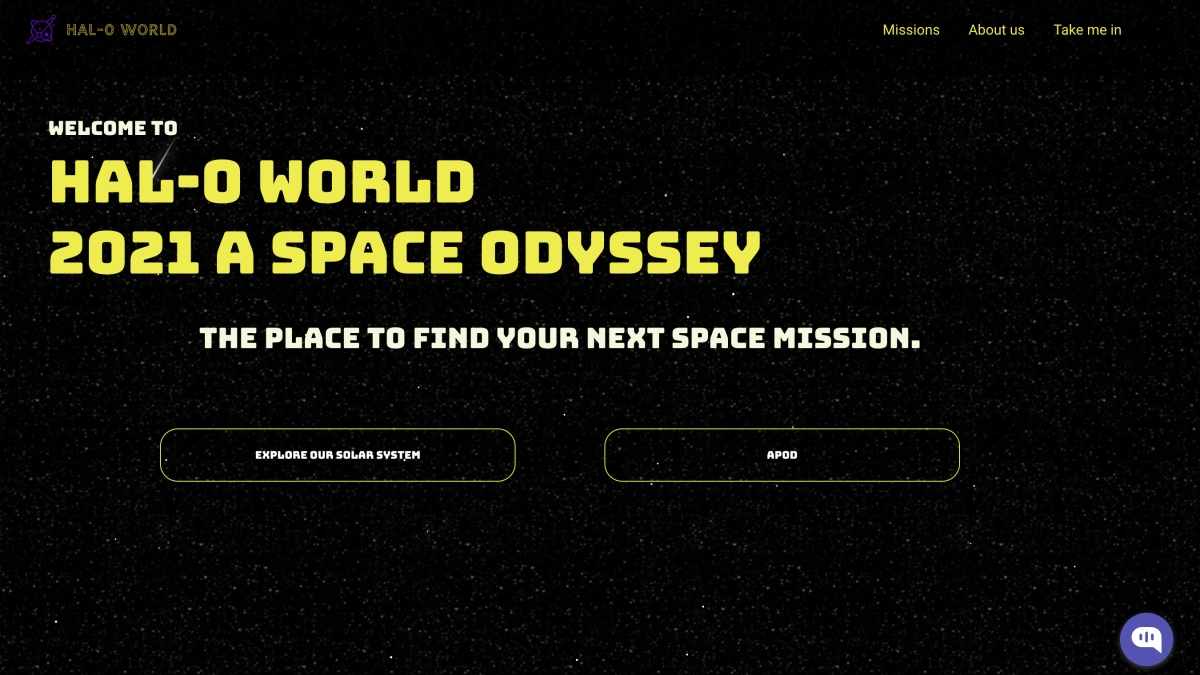 HAL-O WORLD
Missions About us Take me in
WELCOME TO
HAL-O WORLD
2021 A SPACE ODYSSEY
THE PLACE TO FIND YOUR NEXT SPACE MISSION.
EXPLORE OUR SOLAR SYSTEM
APOD